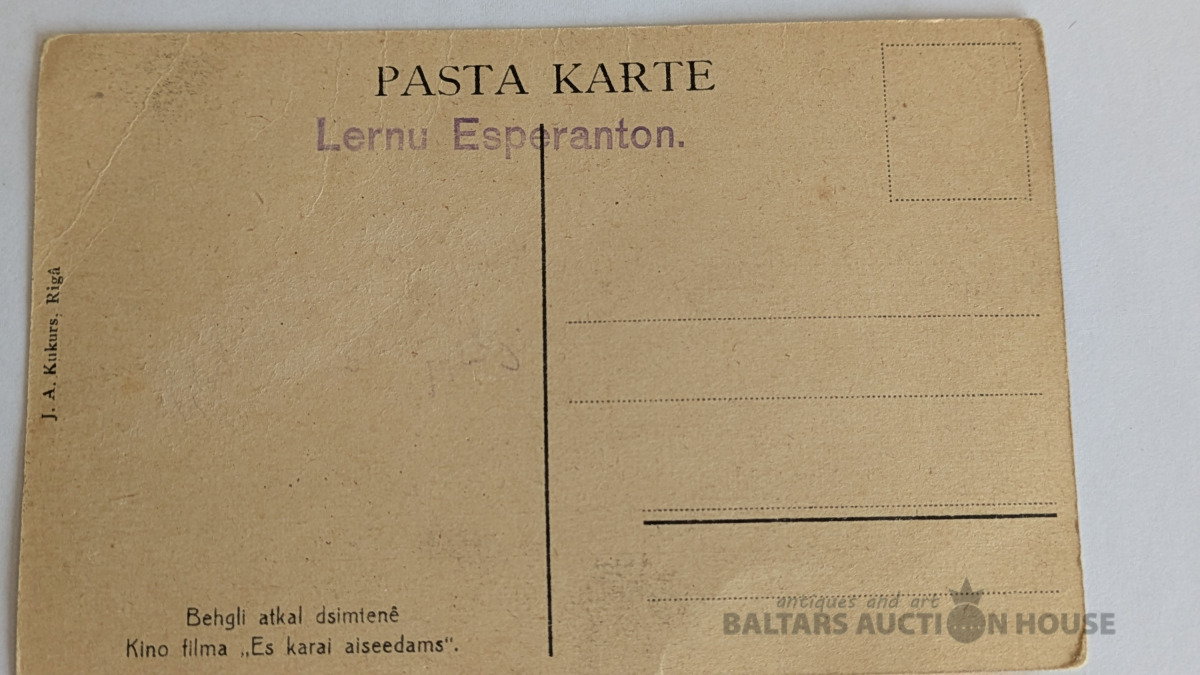 PASTA KARTE
Lernu Esperanton.
J. A. Kukurs, Rigâ
Behgli atkal dsimtenê
Kino filma „Es karai aiseedams“.
antiques and art
BALTARS AUCTION HOUSE